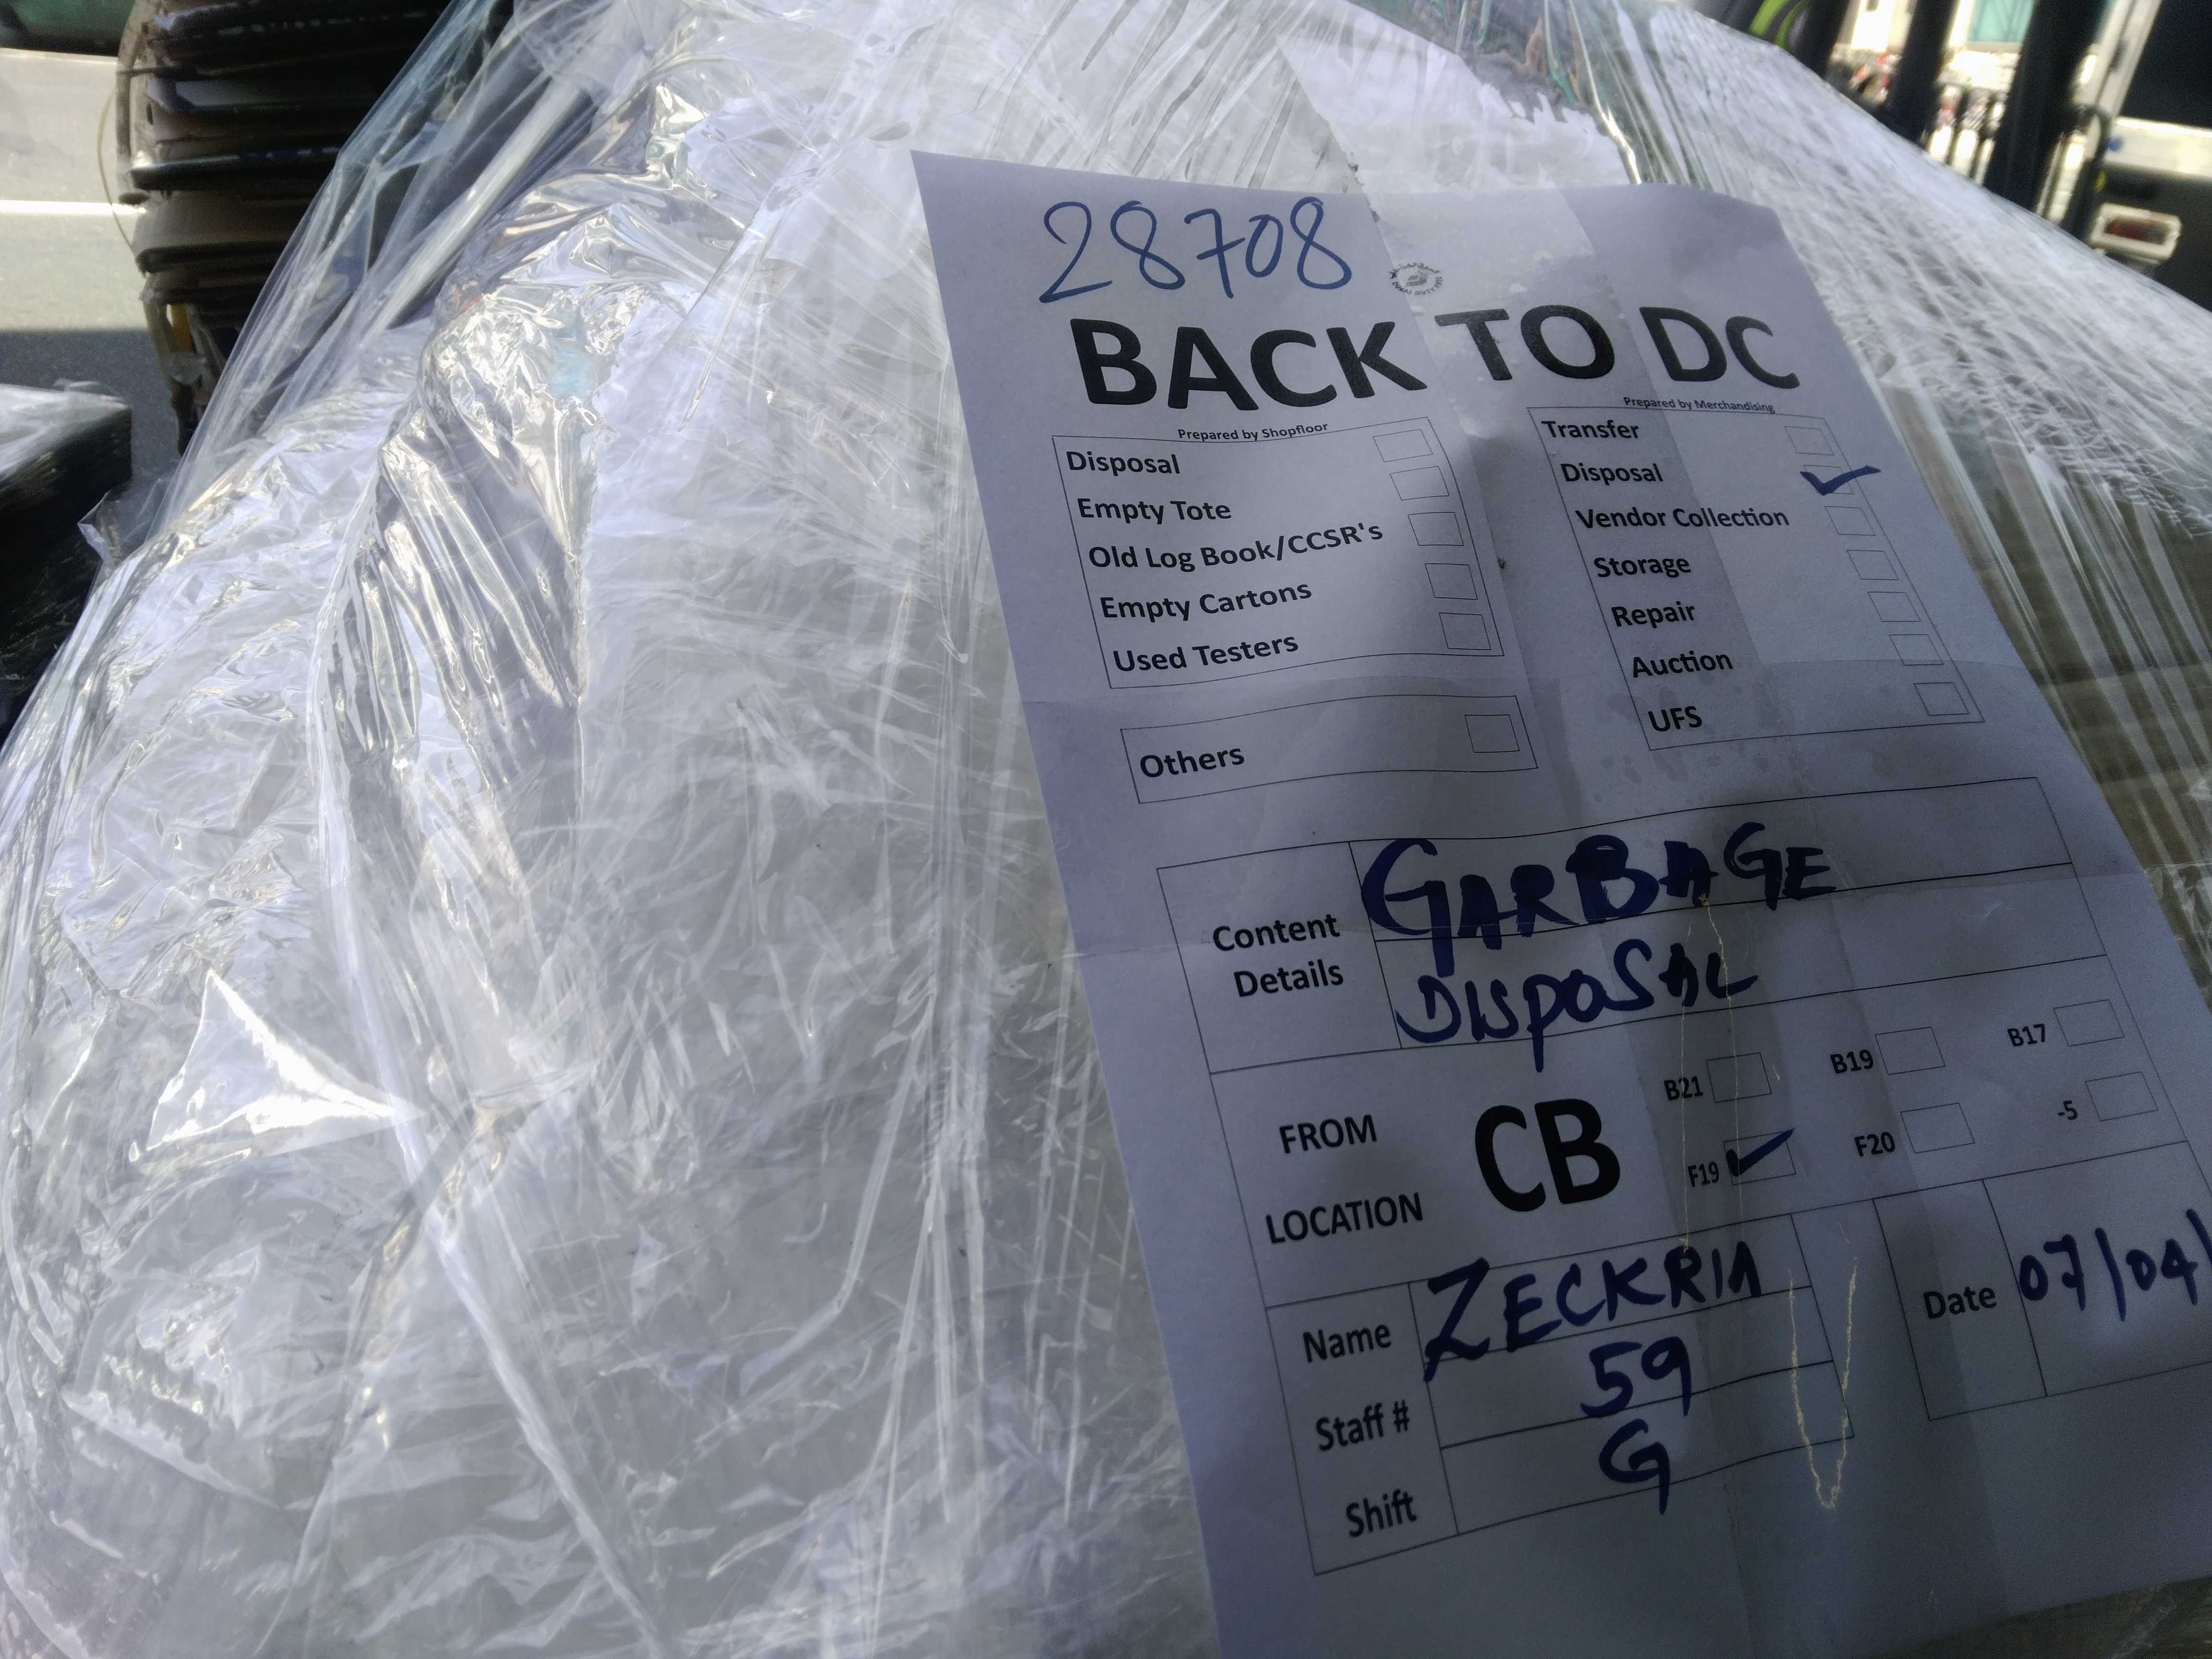 28708
BACK TO DC
Prepared by Shopfloor
Disposal
Empty Tote
Old Log Book/CCSR's
Empty Cartons
Used Testers
Others
Prepared by Merchandising
Transfer
Disposal
Vendor Collection
Storage
Repair
Auction
UFS
Content Details
GARBAGE
DISPOSAL
FROM LOCATION
CB
B21 B19 B17
F19 F20 -5
Name ZECKRIA
Staff # 59
Shift G
Date 07/04/